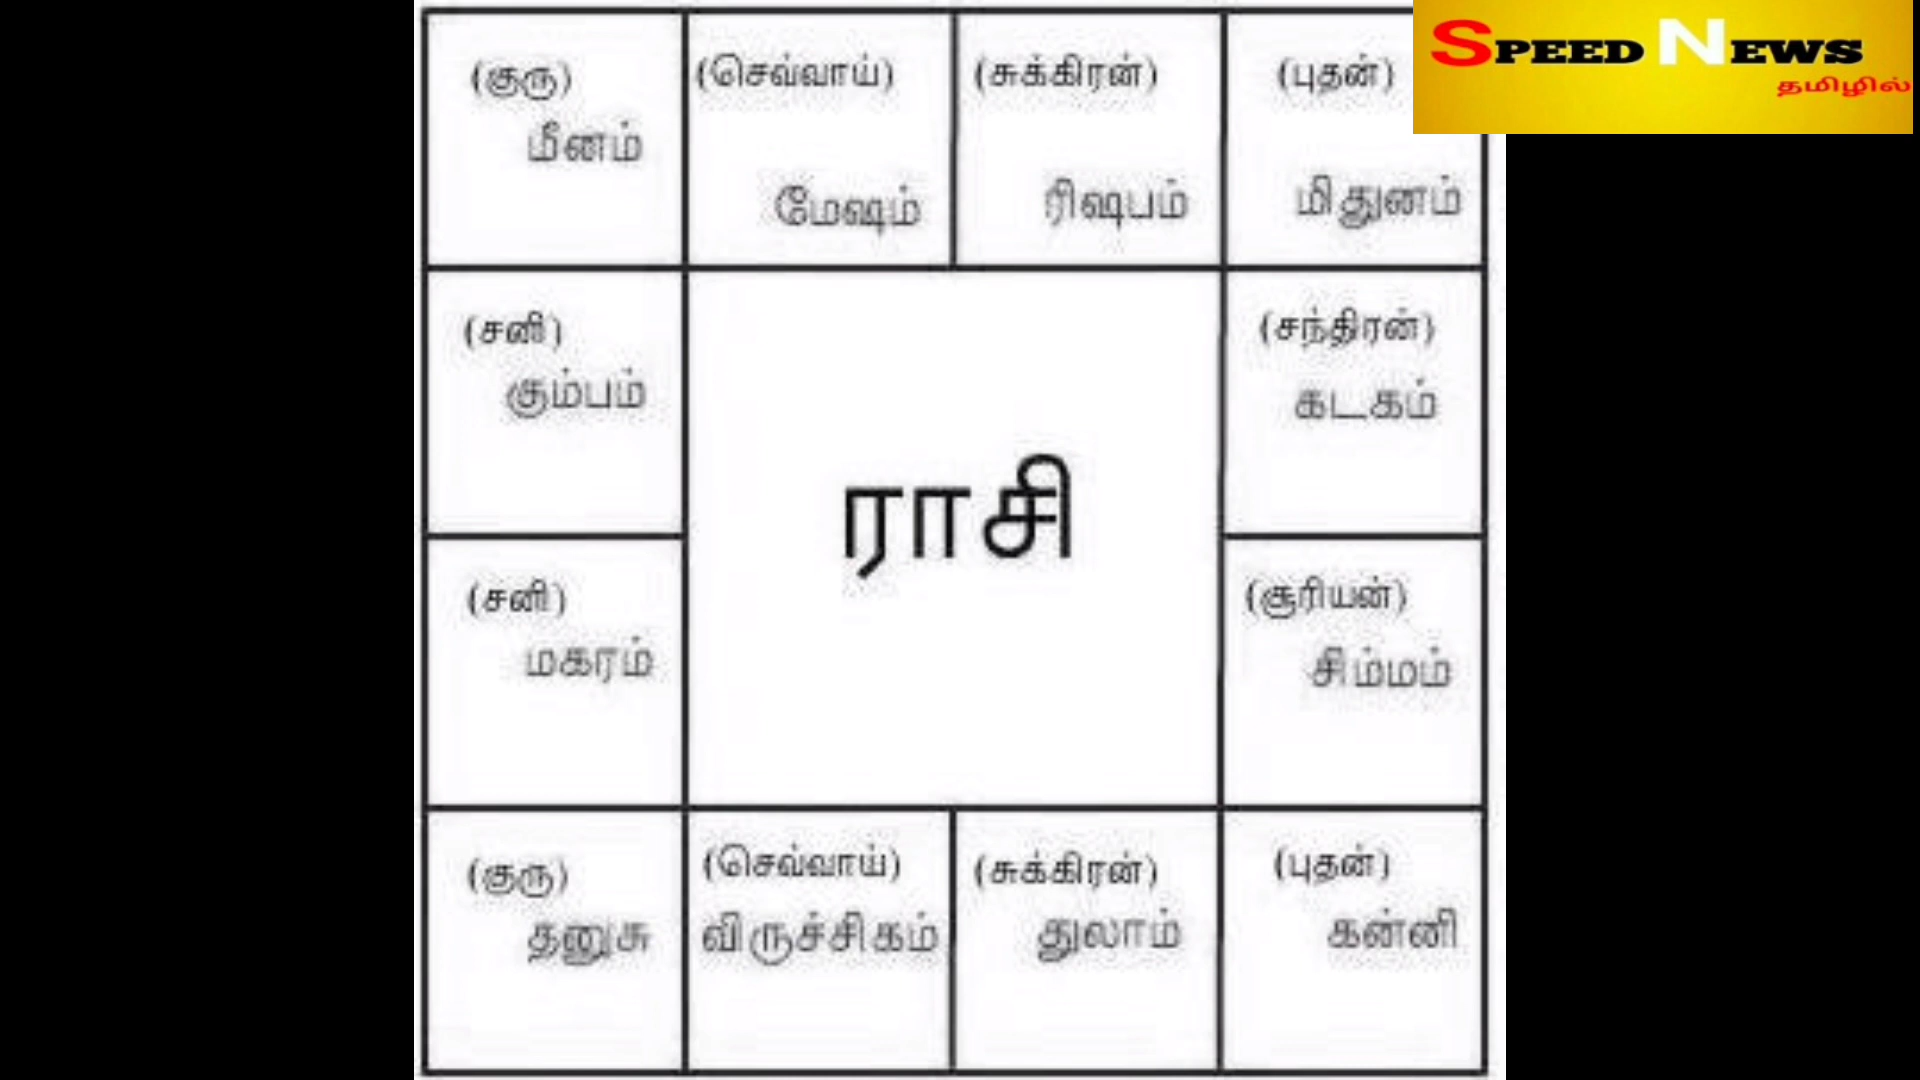 (குரு)
மீனம்
(செவ்வாய்)
மேஷம்
(சுக்கிரன்)
ரிஷபம்
(புதன்)
மிதுனம்
SPEED NEWS
தமிழில்
(சனி)
கும்பம்
(சந்திரன்)
கடகம்
ராசி
(சனி)
மகரம்
(சூரியன்)
சிம்மம்
(குரு)
தனுசு
(செவ்வாய்)
விருச்சிகம்
(சுக்கிரன்)
துலாம்
(புதன்)
கன்னி